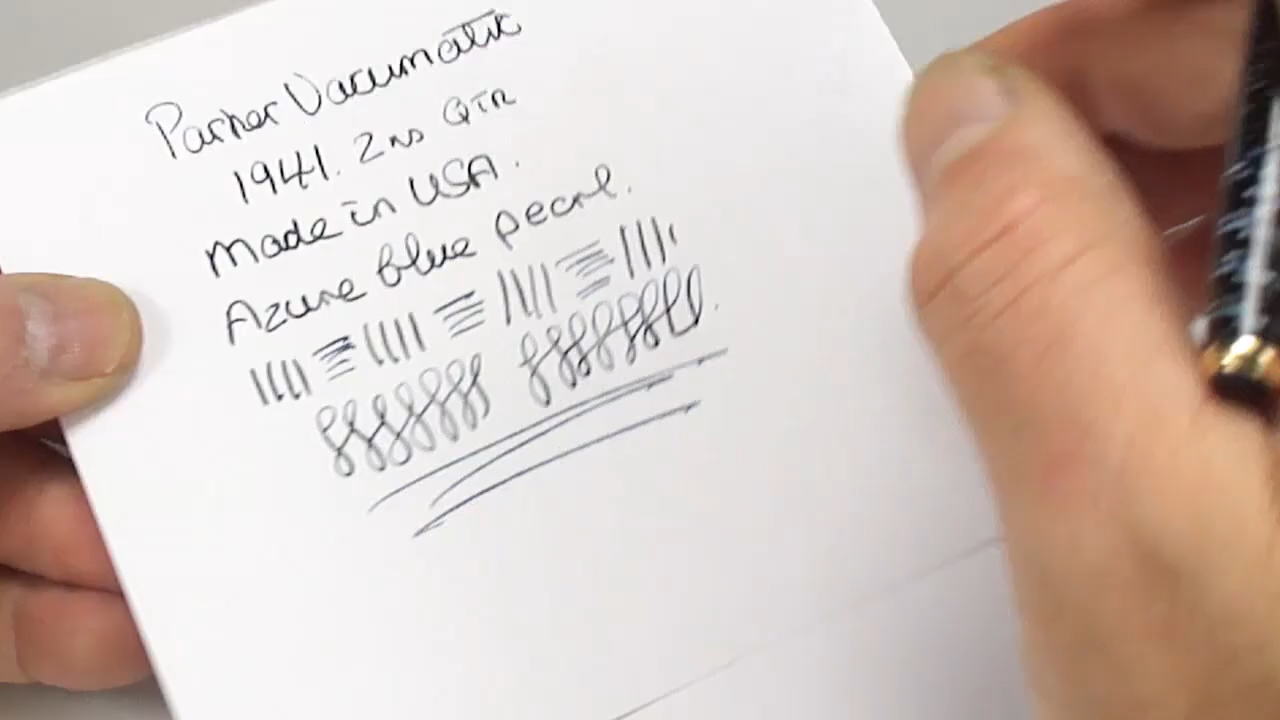 Parker Vacumatic
1941. 2ND QTR
made in USA.
Azure blue pearl.